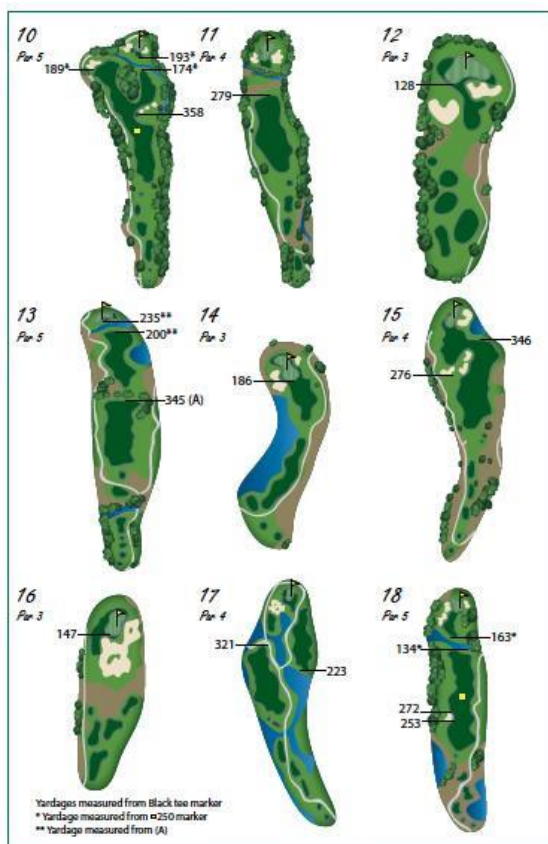 10
Par 5
189*
193*
174*
358
11
Par 4
279
12
Par 3
128
13
Par 5
235**
200**
345 (A)
14
Par 3
186
15
Par 4
276
346
16
Par 3
147
17
Par 4
321
223
18
Par 5
163*
134*
272
253
Yardages measured from Black tee marker
* Yardage measured from 250 marker
** Yardage measured from (A)